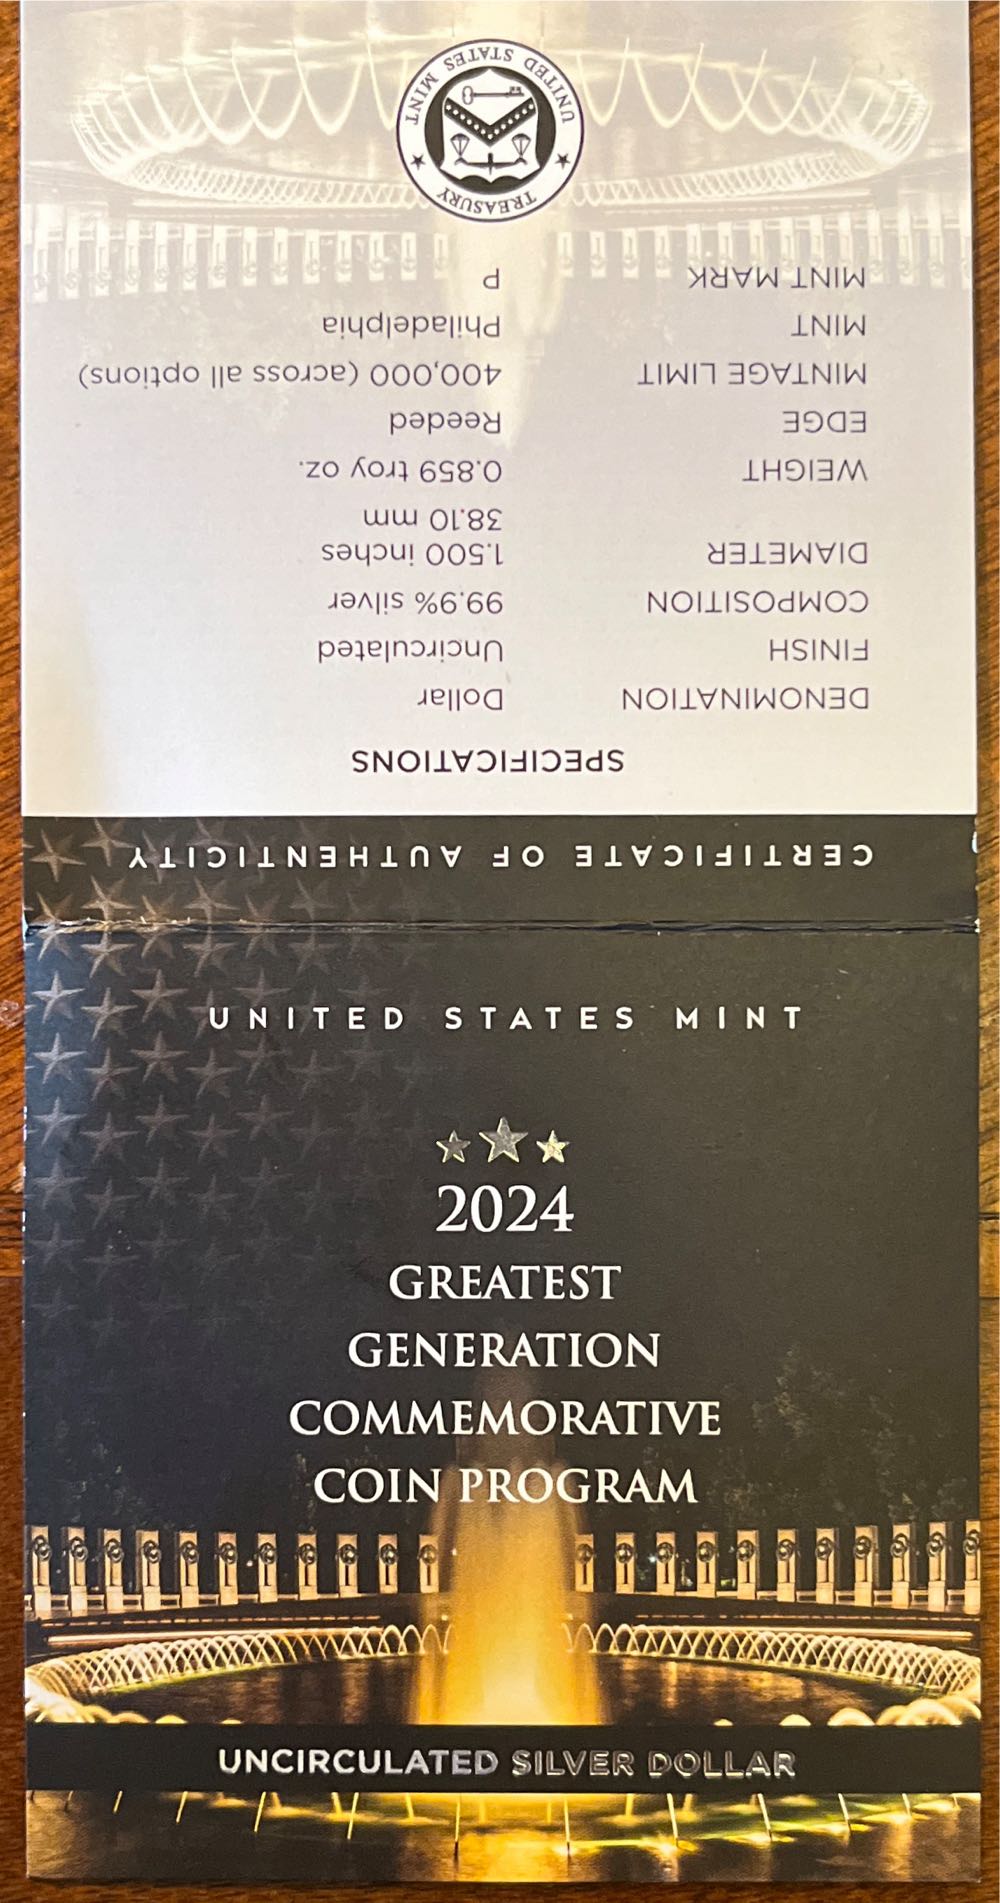 UNITED STATES MINT
2024
GREATEST
GENERATION
COMMEMORATIVE
COIN PROGRAM
UNCIRCULATED SILVER DOLLAR
CERTIFICATE OF AUTHENTICITY
SPECIFICATIONS
DENOMINATION Dollar
FINISH Uncirculated
COMPOSITION 99.9% silver
DIAMETER 1.500 inches
38.10 mm
WEIGHT 0.859 troy oz.
EDGE Reeded
MINTAGE LIMIT 400,000 (across all options)
MINT Philadelphia
MINT MARK P
TREASURY
UNITED STATES MINT